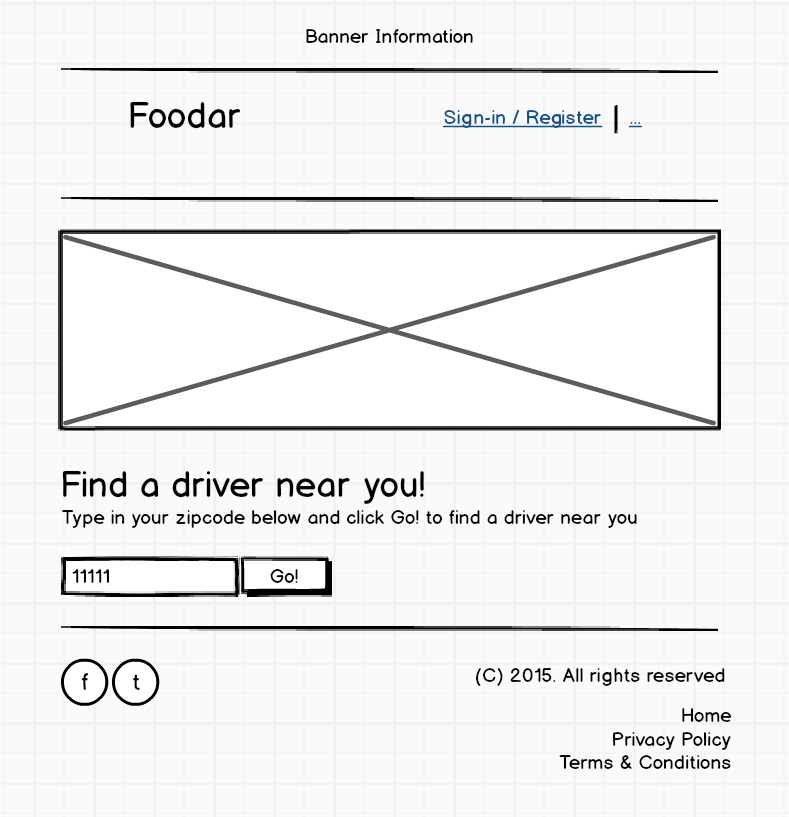 Banner Information
Foodar
Sign-in / Register | ...
Find a driver near you!
Type in your zipcode below and click Go! to find a driver near you
11111
Go!
f
t
(C) 2015. All rights reserved
Home
Privacy Policy
Terms & Conditions